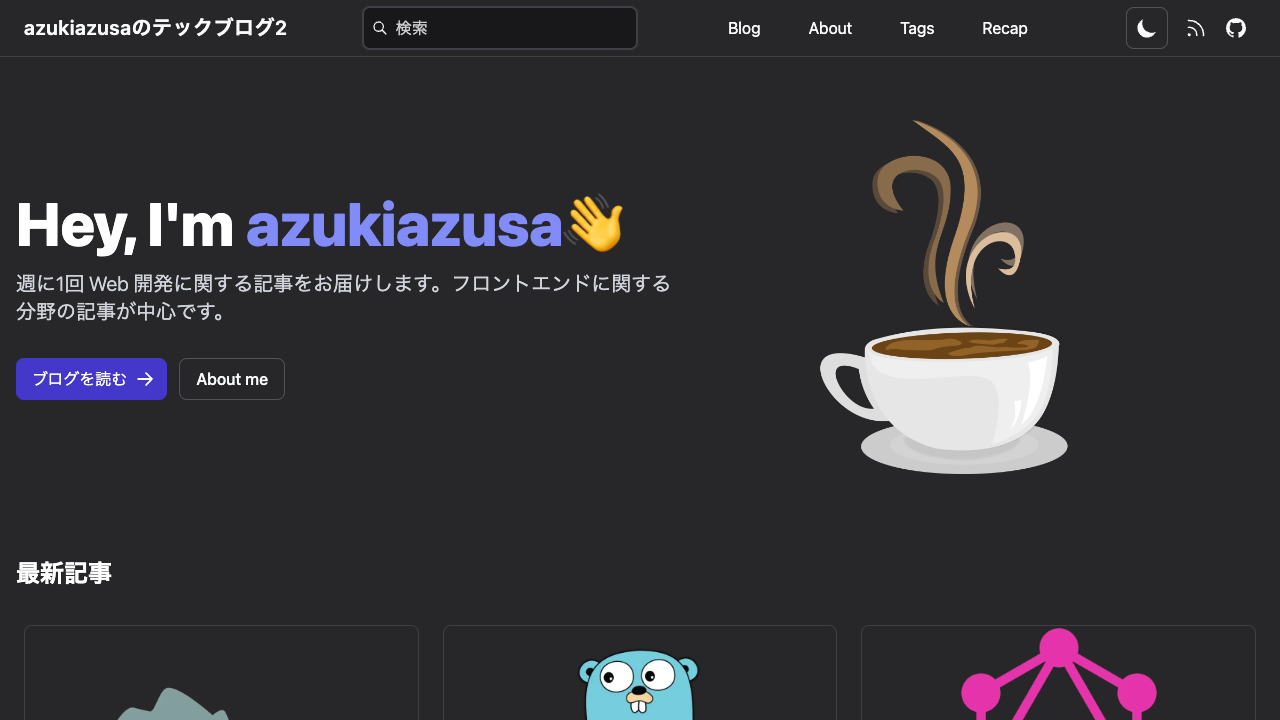 azukiazusaのテックブログ2
検索
Blog
About
Tags
Recap
Hey, I'm azukiazusa👋
週に1回 Web 開発に関する記事をお届けします。フロントエンドに関する
分野の記事が中心です。
ブログを読む →
About me
最新記事